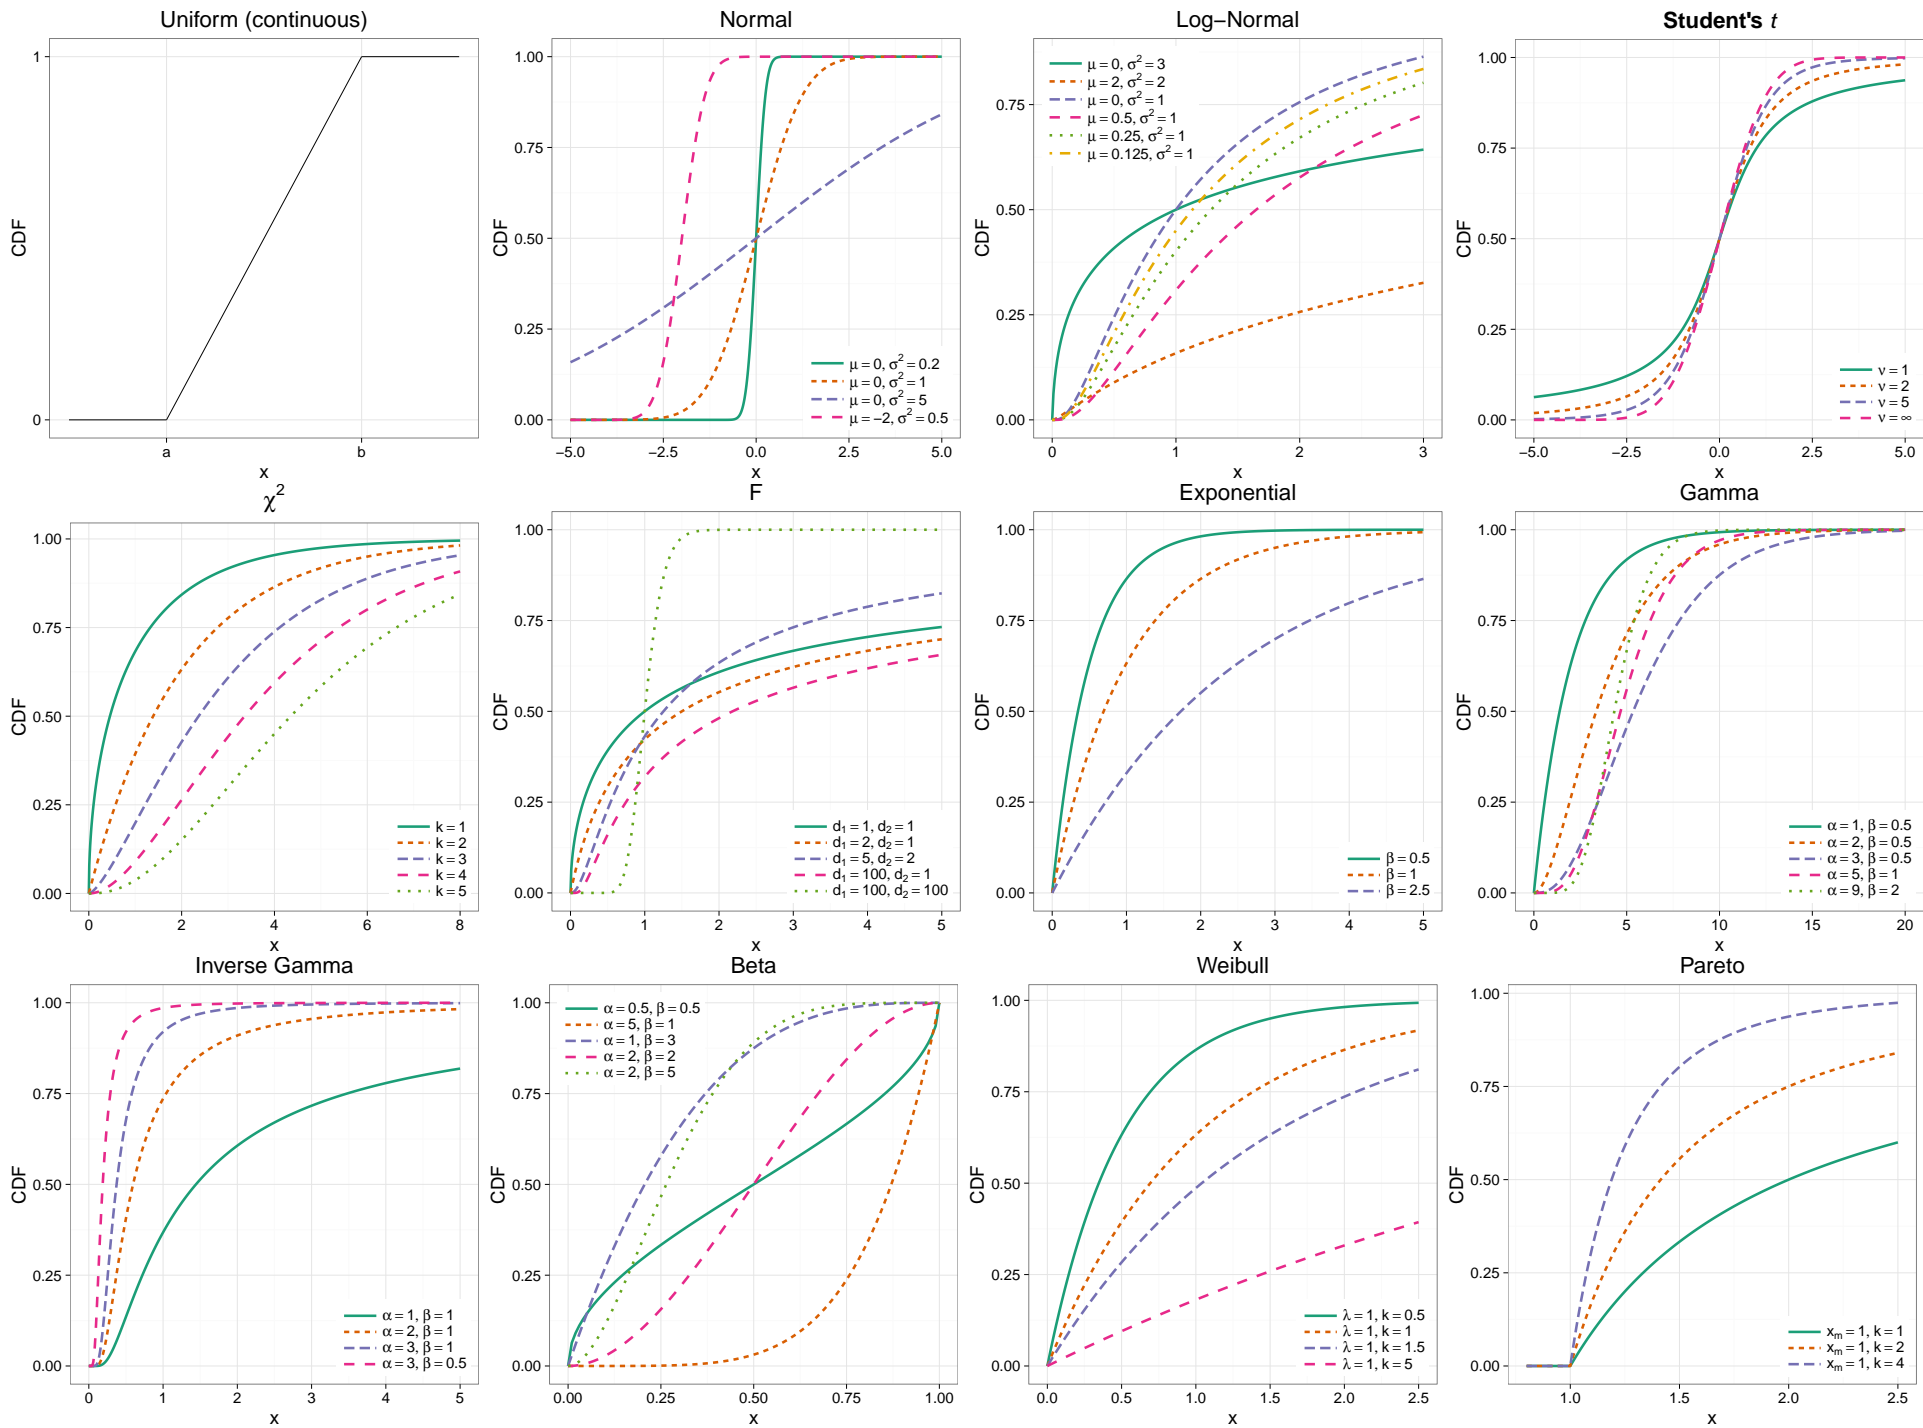 Uniform (continuous)
CDF
1
0
a
b
x
Normal
CDF
1.00
0.75
0.50
0.25
0.00
μ = 0, σ² = 0.2
μ = 0, σ² = 1
μ = 0, σ² = 5
μ = −2, σ² = 0.5
−5.0
−2.5
0.0
2.5
5.0
x
Log−Normal
CDF
0.75
0.50
0.25
0.00
μ = 0, σ² = 3
μ = 2, σ² = 2
μ = 0, σ² = 1
μ = 0.5, σ² = 1
μ = 0.25, σ² = 1
μ = 0.125, σ² = 1
0
1
2
3
x
Student's t
CDF
1.00
0.75
0.50
0.25
0.00
ν = 1
ν = 2
ν = 5
ν = ∞
−5.0
−2.5
0.0
2.5
5.0
x
χ²
CDF
1.00
0.75
0.50
0.25
0.00
k = 1
k = 2
k = 3
k = 4
k = 5
0
2
4
6
8
x
F
CDF
1.00
0.75
0.50
0.25
0.00
d₁ = 1, d₂ = 1
d₁ = 2, d₂ = 1
d₁ = 5, d₂ = 2
d₁ = 100, d₂ = 1
d₁ = 100, d₂ = 100
0
1
2
3
4
5
x
Exponential
CDF
1.00
0.75
0.50
0.25
0.00
β = 0.5
β = 1
β = 2.5
0
1
2
3
4
5
x
Gamma
CDF
1.00
0.75
0.50
0.25
0.00
α = 1, β = 0.5
α = 2, β = 0.5
α = 3, β = 0.5
α = 5, β = 1
α = 9, β = 2
0
5
10
15
20
x
Inverse Gamma
CDF
1.00
0.75
0.50
0.25
0.00
α = 1, β = 1
α = 2, β = 1
α = 3, β = 1
α = 3, β = 0.5
0
1
2
3
4
5
x
Beta
CDF
1.00
0.75
0.50
0.25
0.00
α = 0.5, β = 0.5
α = 5, β = 1
α = 1, β = 3
α = 2, β = 2
α = 2, β = 5
0.00
0.25
0.50
0.75
1.00
x
Weibull
CDF
1.00
0.75
0.50
0.25
0.00
λ = 1, k = 0.5
λ = 1, k = 1
λ = 1, k = 1.5
λ = 1, k = 5
0.0
0.5
1.0
1.5
2.0
2.5
x
Pareto
CDF
1.00
0.75
0.50
0.25
0.00
xₘ = 1, k = 1
xₘ = 1, k = 2
xₘ = 1, k = 4
1.0
1.5
2.0
2.5
x